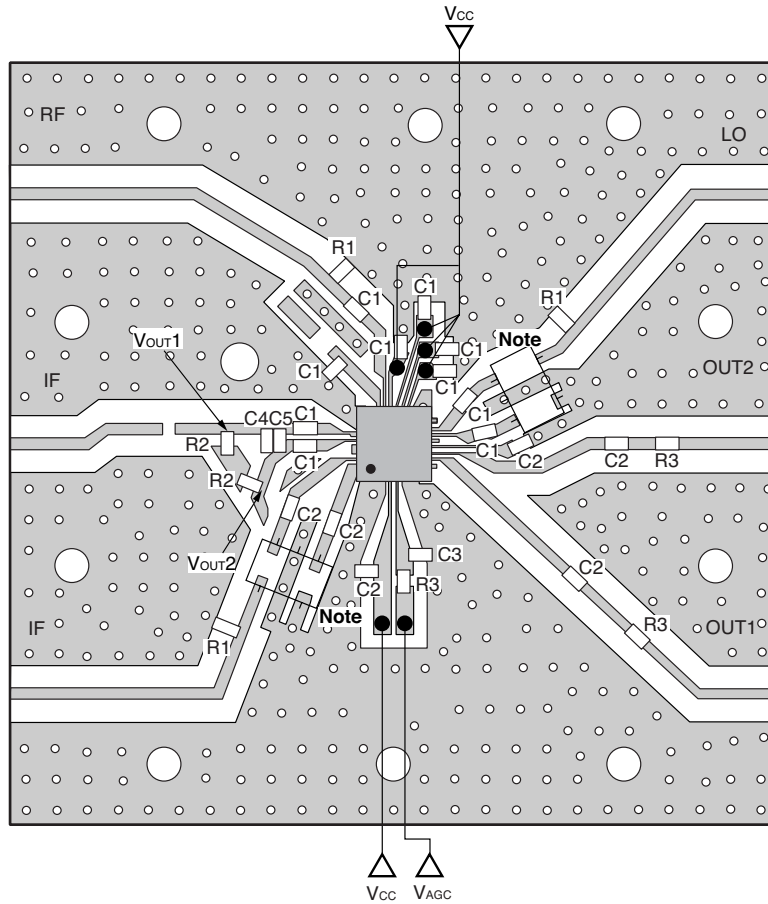 VCC
RF
LO
R1
C1
C1
R1
Note
C1
VOUT1
C1
C1
C1
IF
OUT2
C4C5
C1
C1
R2
C1
C1
C2
C2
R3
R2
C2
C2
VOUT2
C3
C2
R3
C2
Note
IF
R1
R3
OUT1
VCC
VAGC